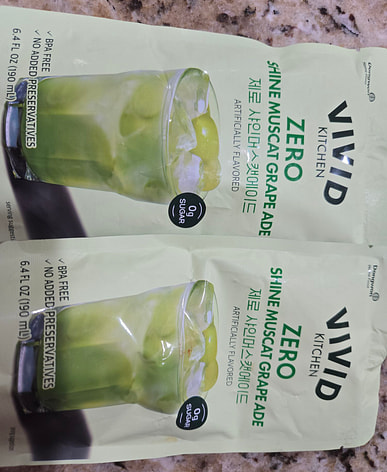 VIVID
KITCHEN
ZERO
SHINE MUSCAT GRAPE ADE
제로 샤인머스캣에이드
ARTIFICIALLY FLAVORED
0g
SUGAR
✓ BPA FREE
✓ NO ADDED PRESERVATIVES
6.4 FL OZ (190 mL)
VIVID
KITCHEN
ZERO
SHINE MUSCAT GRAPE ADE
제로 샤인머스캣에이드
ARTIFICIALLY FLAVORED
0g
SUGAR
✓ BPA FREE
✓ NO ADDED PRESERVATIVES
6.4 FL OZ (190 mL)